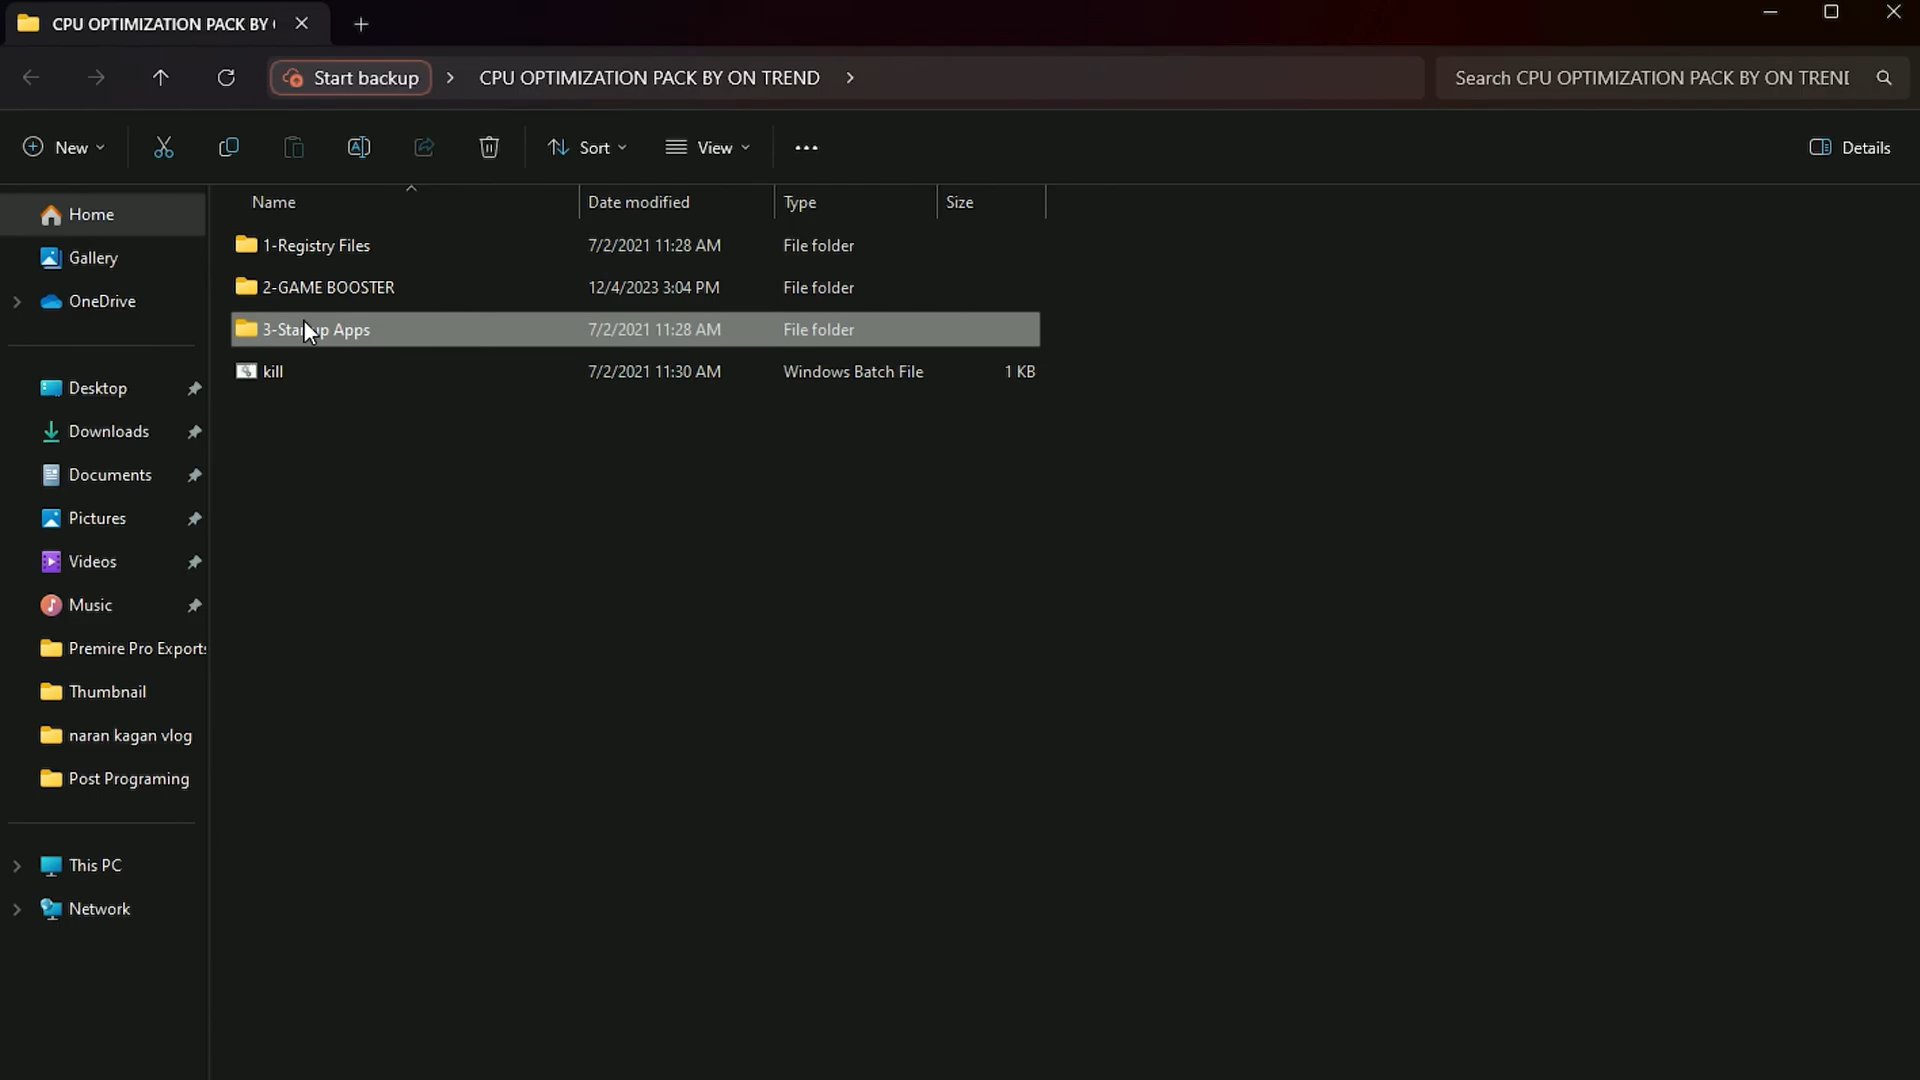 CPU OPTIMIZATION PACK BY
Start backup CPU OPTIMIZATION PACK BY ON TREND Search CPU OPTIMIZATION PACK BY ON TREND
New Sort View Details
Name Date modified Type Size
Home
Gallery
OneDrive
Desktop
Downloads
Documents
Pictures
Videos
Music
Premire Pro Exports
Thumbnail
naran kagan vlog
Post Programing
This PC
Network
1-Registry Files 7/2/2021 11:28 AM File folder
2-GAME BOOSTER 12/4/2023 3:04 PM File folder
3-Startup Apps 7/2/2021 11:28 AM File folder
kill 7/2/2021 11:30 AM Windows Batch File 1 KB